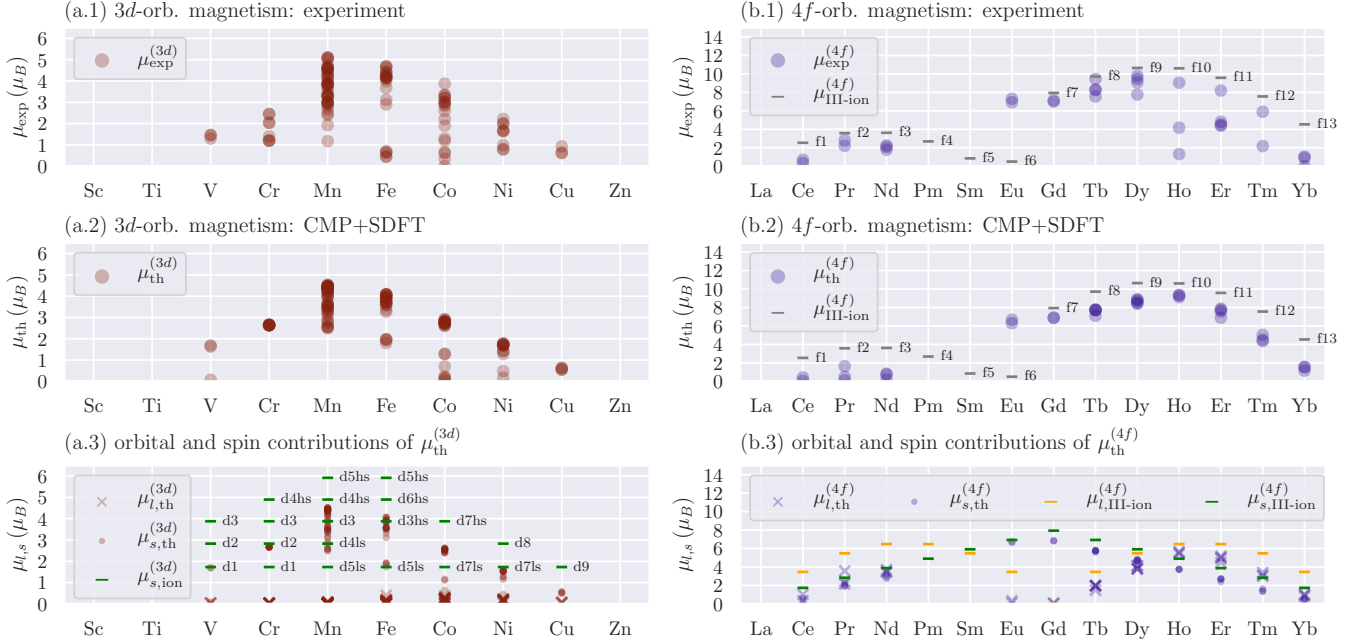 (a.1) 3d-orb. magnetism: experiment
μ_exp (μ_B)
6
5
4
3
2
1
0
μ_exp^(3d)
Sc Ti V Cr Mn Fe Co Ni Cu Zn
(b.1) 4f-orb. magnetism: experiment
μ_exp (μ_B)
14
12
10
8
6
4
2
0
μ_exp^(4f)
μ_III-ion^(4f)
f1 f2 f3 f4 f5 f6 f7 f8 f9 f10 f11 f12 f13
La Ce Pr Nd Pm Sm Eu Gd Tb Dy Ho Er Tm Yb
(a.2) 3d-orb. magnetism: CMP+SDFT
μ_th (μ_B)
6
5
4
3
2
1
0
μ_th^(3d)
Sc Ti V Cr Mn Fe Co Ni Cu Zn
(b.2) 4f-orb. magnetism: CMP+SDFT
μ_th (μ_B)
14
12
10
8
6
4
2
0
μ_th^(4f)
μ_III-ion^(4f)
f1 f2 f3 f4 f5 f6 f7 f8 f9 f10 f11 f12 f13
La Ce Pr Nd Pm Sm Eu Gd Tb Dy Ho Er Tm Yb
(a.3) orbital and spin contributions of μ_th^(3d)
μ_l,s (μ_B)
6
5
4
3
2
1
0
μ_l,th^(3d)
μ_s,th^(3d)
μ_s,ion^(3d)
d5hs d5hs
d4hs d4hs d6hs
d3 d3 d3 d3hs d7hs
d2 d2 d4ls d8
d1 d1 d5ls d5ls d7ls d7ls d9
Sc Ti V Cr Mn Fe Co Ni Cu Zn
(b.3) orbital and spin contributions of μ_th^(4f)
μ_l,s (μ_B)
14
12
10
8
6
4
2
0
μ_l,th^(4f) μ_s,th^(4f) μ_l,III-ion^(4f) μ_s,III-ion^(4f)
La Ce Pr Nd Pm Sm Eu Gd Tb Dy Ho Er Tm Yb